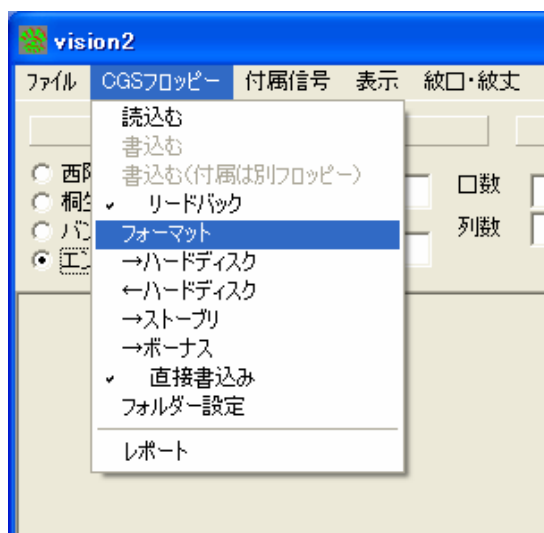 vision2
ファイル CGSフロッピー 付属信号 表示 紋口・紋丈
読込む
書込む
書込む(付属は別フロッピー)
✓ リードバック
フォーマット
→ハードディスク
←ハードディスク
→ストーブリ
→ボーナス
✓ 直接書込み
フォルダー設定
レポート
口数
列数